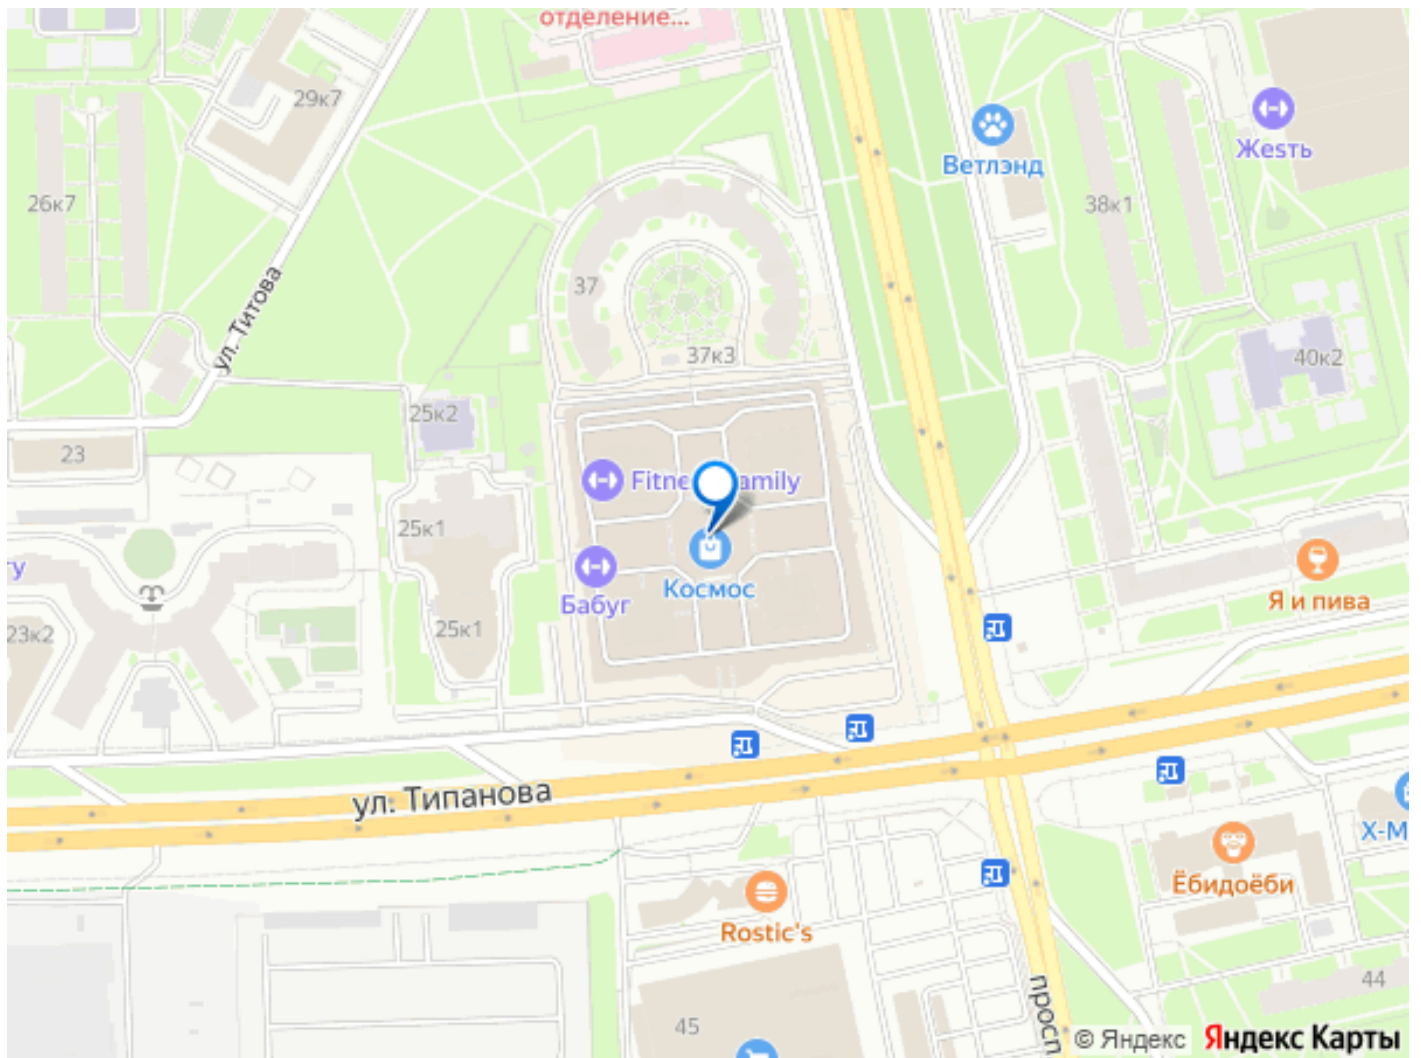 отделение...
29к7
Ветлэнд
Жесть
26к7
38к1
37
ул. Титова
37к3
40к2
25к2
23
Fitne amily
25к1
Космос
Бабуг
Я и пива
ту
23к2
25к1
ул. Типанова
Х-М
Ёбидоёби
Rostic's
44
просп
45
© Яндекс
Яндекс Карты